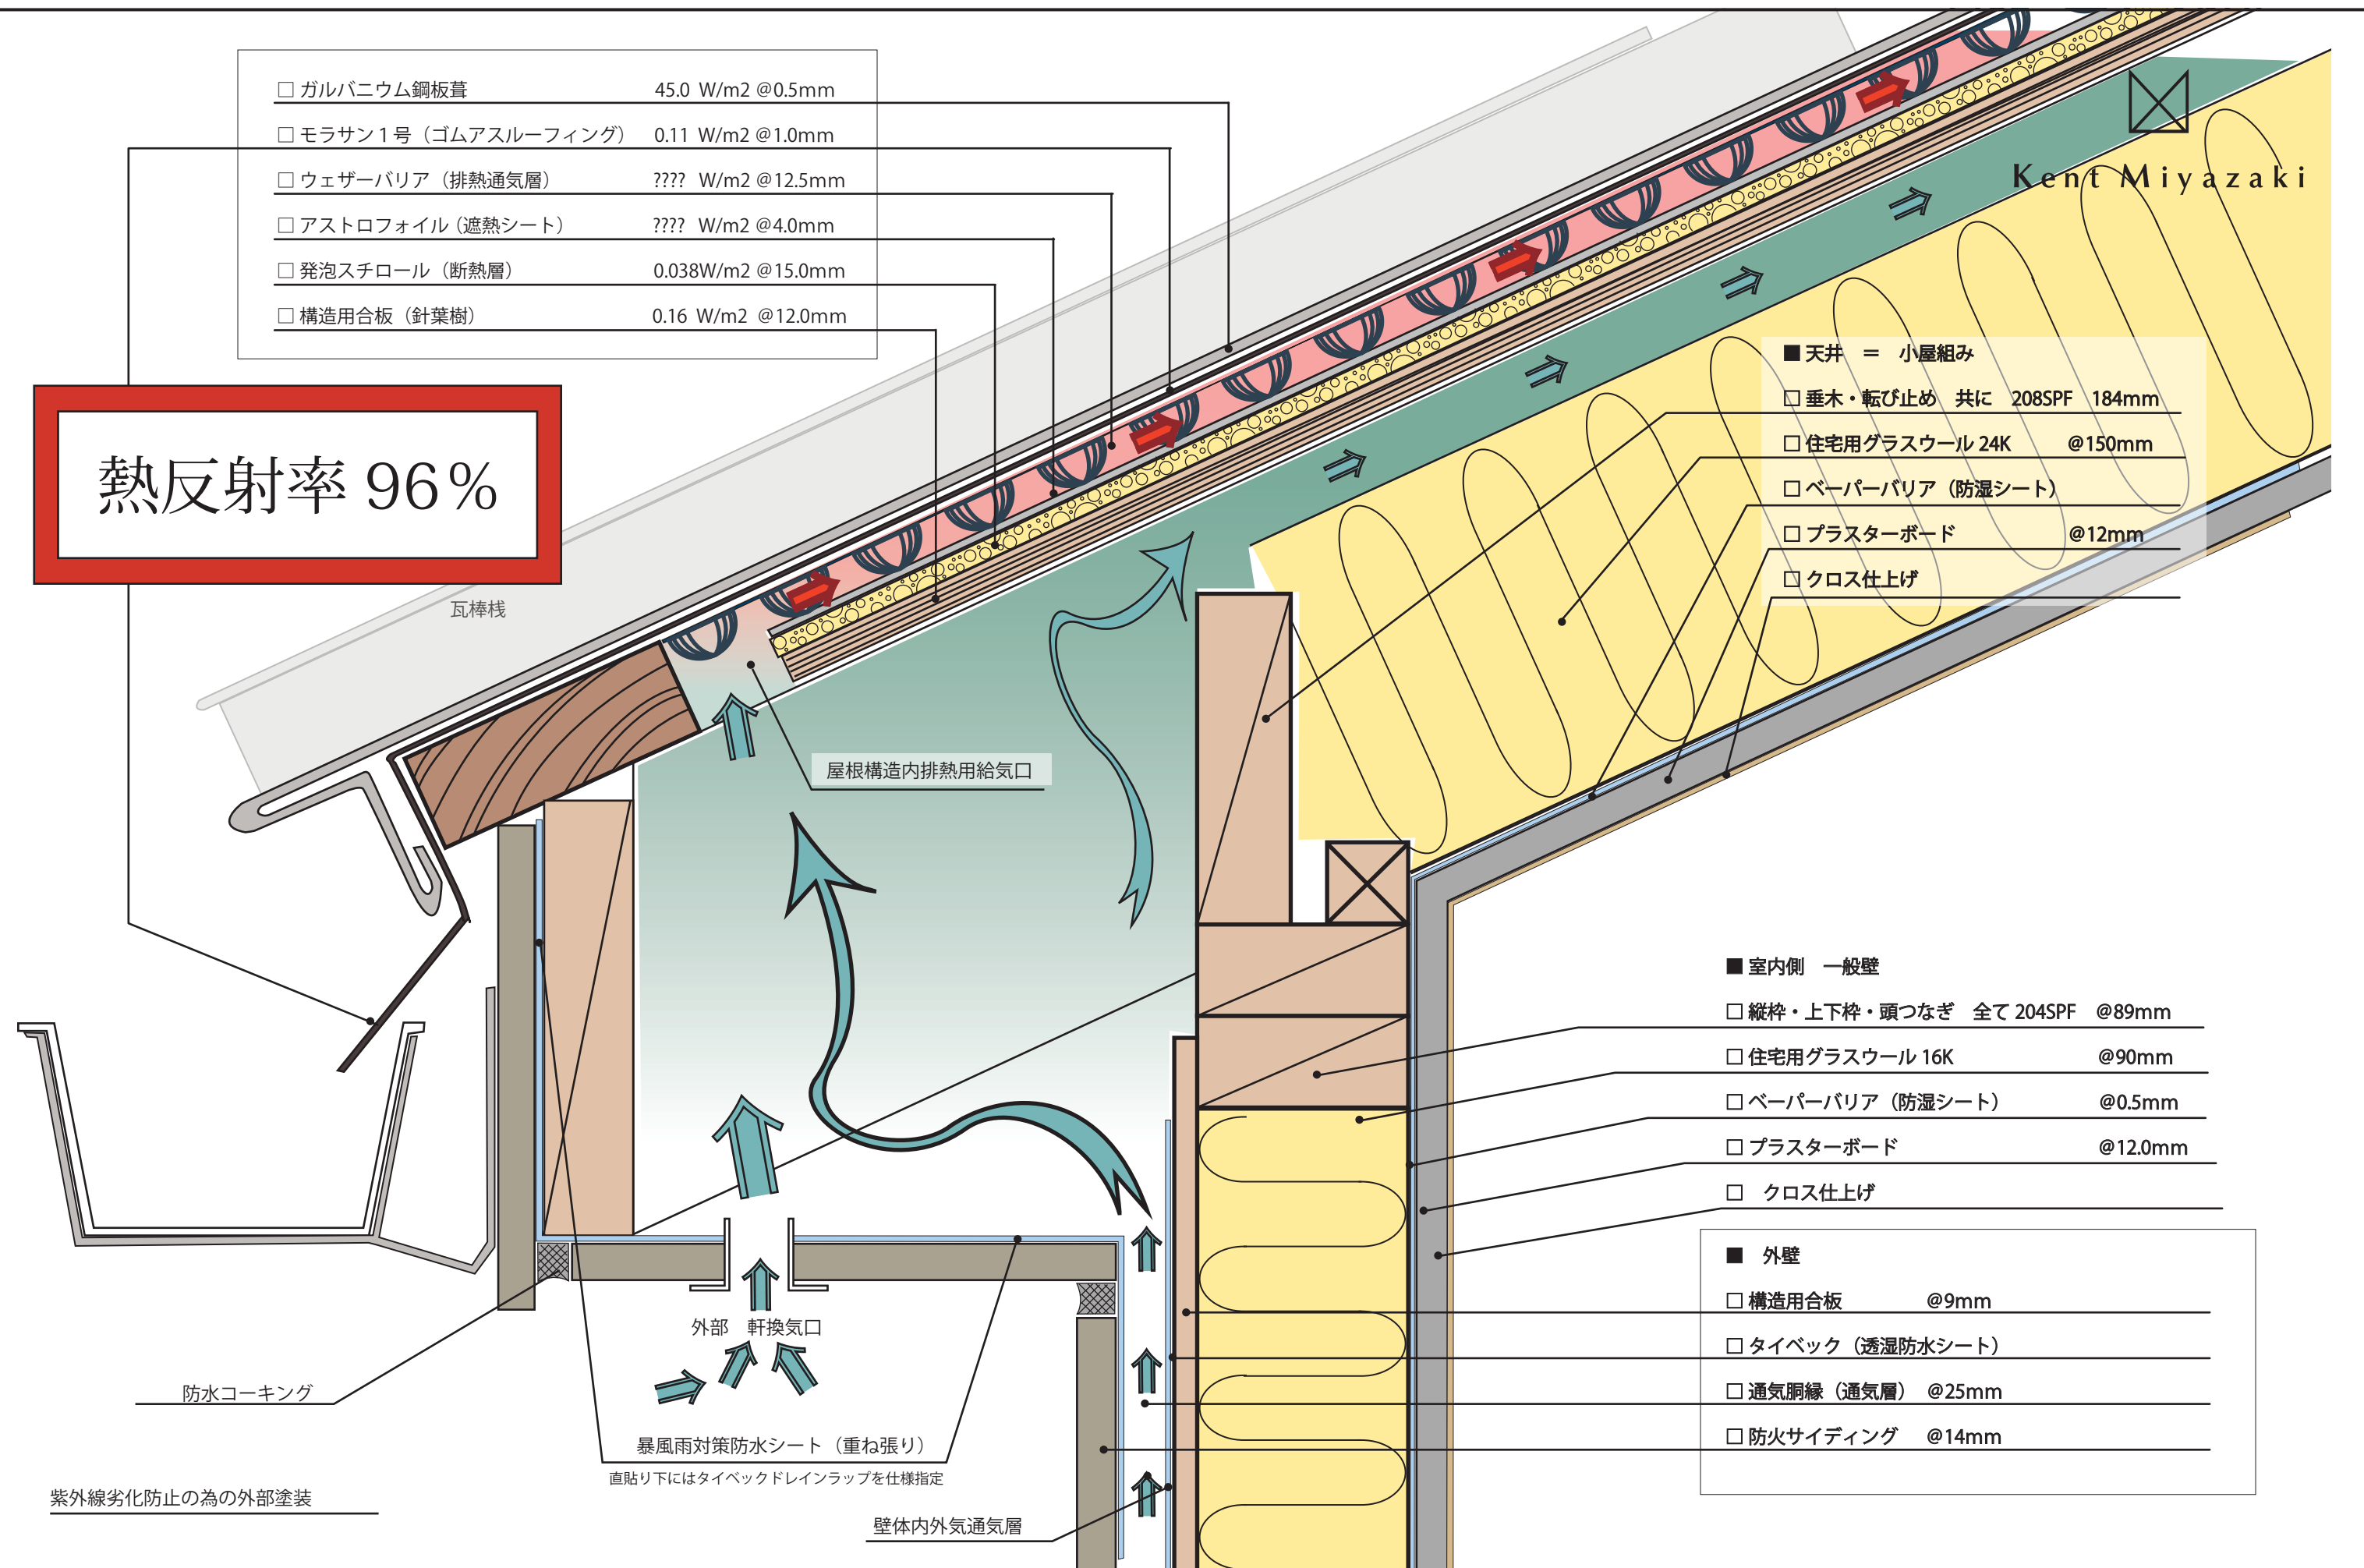 □ ガルバニウム鋼板葺 45.0 W/m2 @0.5mm
□ モラサン1号（ゴムアスルーフィング） 0.11 W/m2 @1.0mm
□ ウェザーバリア（排熱通気層） ???? W/m2 @12.5mm
□ アストロフォイル（遮熱シート） ???? W/m2 @4.0mm
□ 発泡スチロール（断熱層） 0.038W/m2 @15.0mm
□ 構造用合板（針葉樹） 0.16 W/m2 @12.0mm
Kent Miyazaki
熱反射率 96%
瓦棒桟
■ 天井 = 小屋組み
□ 垂木・転び止め 共に 208SPF 184mm
□ 住宅用グラスウール 24K @150mm
□ ベーパーバリア（防湿シート）
□ プラスターボード @12mm
□ クロス仕上げ
屋根構造内排熱用給気口
■ 室内側 一般壁
□ 縦枠・上下枠・頭つなぎ 全て 204SPF @89mm
□ 住宅用グラスウール 16K @90mm
□ ベーパーバリア（防湿シート） @0.5mm
□ プラスターボード @12.0mm
□ クロス仕上げ
■ 外壁
□ 構造用合板 @9mm
□ タイベック（透湿防水シート）
□ 通気胴縁（通気層） @25mm
□ 防火サイディング @14mm
外部 軒換気口
防水コーキング
暴風雨対策防水シート（重ね張り）
直貼り下にはタイベックドレインラップを仕様指定
紫外線劣化防止の為の外部塗装
壁体内外気通気層